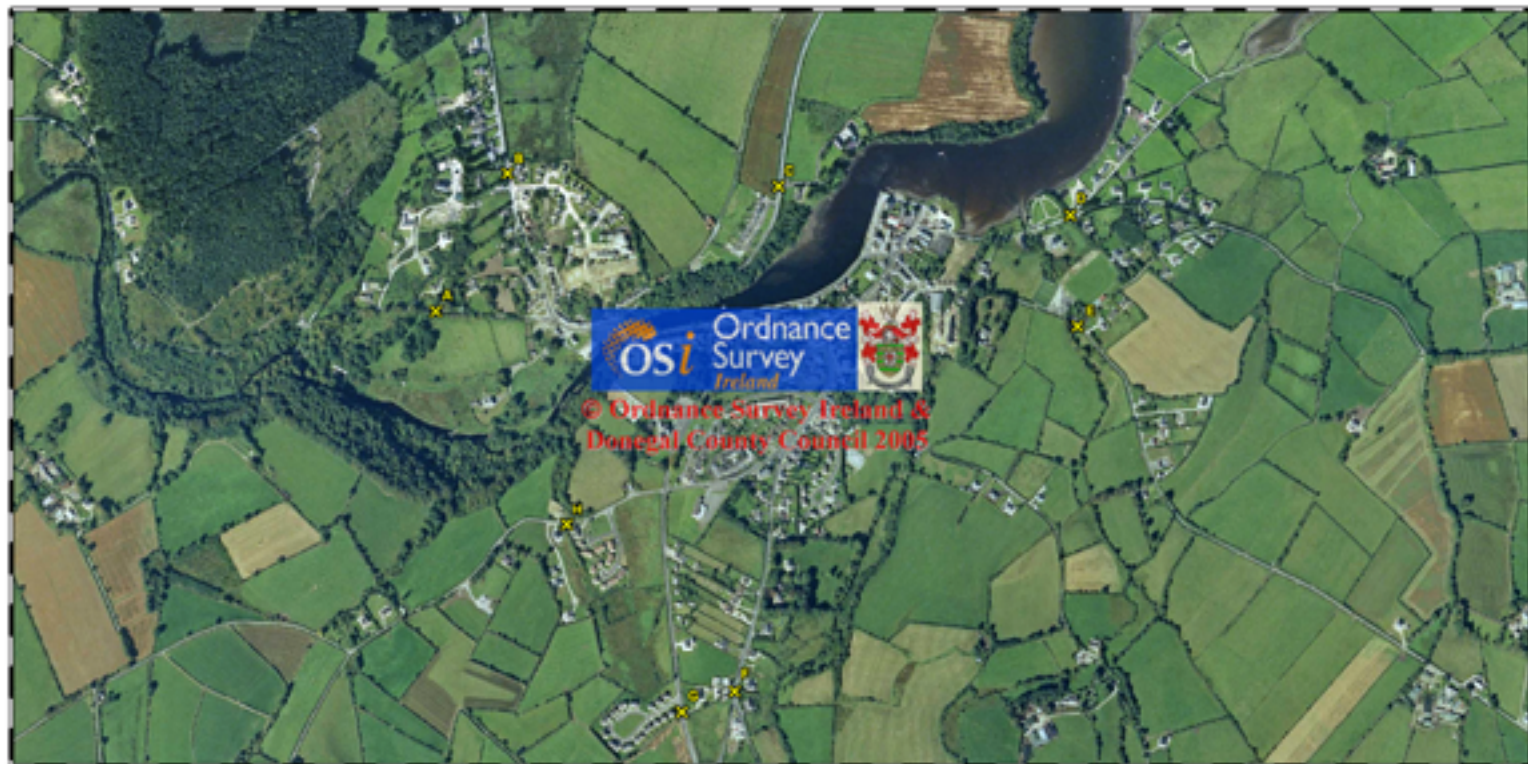 B
C
D
A
E
OSi Ordnance
Survey
Ireland
© Ordnance Survey Ireland &
Donegal County Council 2005
H
F
G